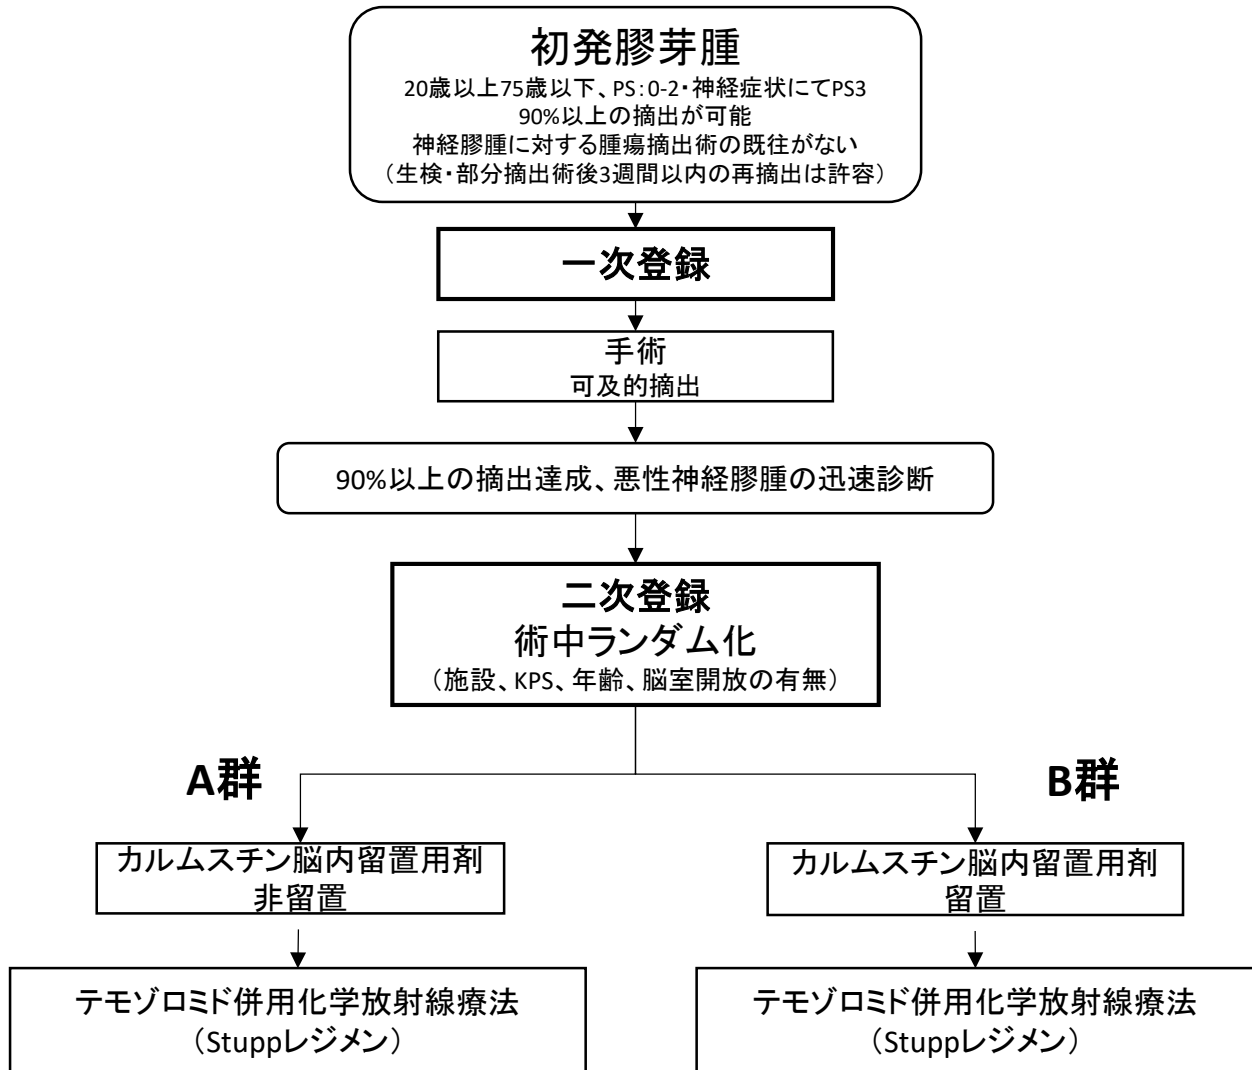 初発膠芽腫
20歳以上75歳以下、PS:0-2・神経症状にてPS3
90%以上の摘出が可能
神経膠腫に対する腫瘍摘出術の既往がない
（生検・部分摘出術後3週間以内の再摘出は許容）
一次登録
手術
可及的摘出
90%以上の摘出達成、悪性神経膠腫の迅速診断
二次登録
術中ランダム化
（施設、KPS、年齢、脳室開放の有無）
A群
B群
カルムスチン脳内留置用剤
非留置
カルムスチン脳内留置用剤
留置
テモゾロミド併用化学放射線療法
（Stuppレジメン）
テモゾロミド併用化学放射線療法
（Stuppレジメン）